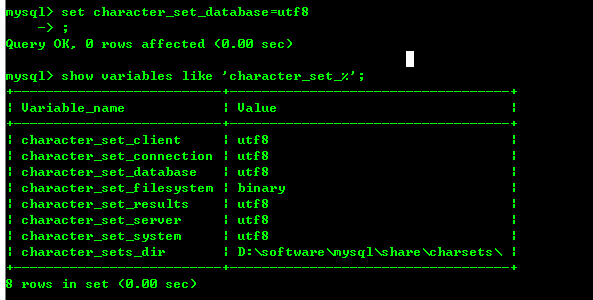 mysql> set character_set_database=utf8
    -> ;
Query OK, 0 rows affected (0.00 sec)
mysql> show variables like 'character_set_%';
+--------------------------+---------------------------------+
| Variable_name            | Value                           |
+--------------------------+---------------------------------+
| character_set_client     | utf8                            |
| character_set_connection | utf8                            |
| character_set_database   | utf8                            |
| character_set_filesystem | binary                          |
| character_set_results    | utf8                            |
| character_set_server     | utf8                            |
| character_set_system     | utf8                            |
| character_sets_dir       | D:\software\mysql\share\charsets\ |
+--------------------------+---------------------------------+
8 rows in set (0.00 sec)